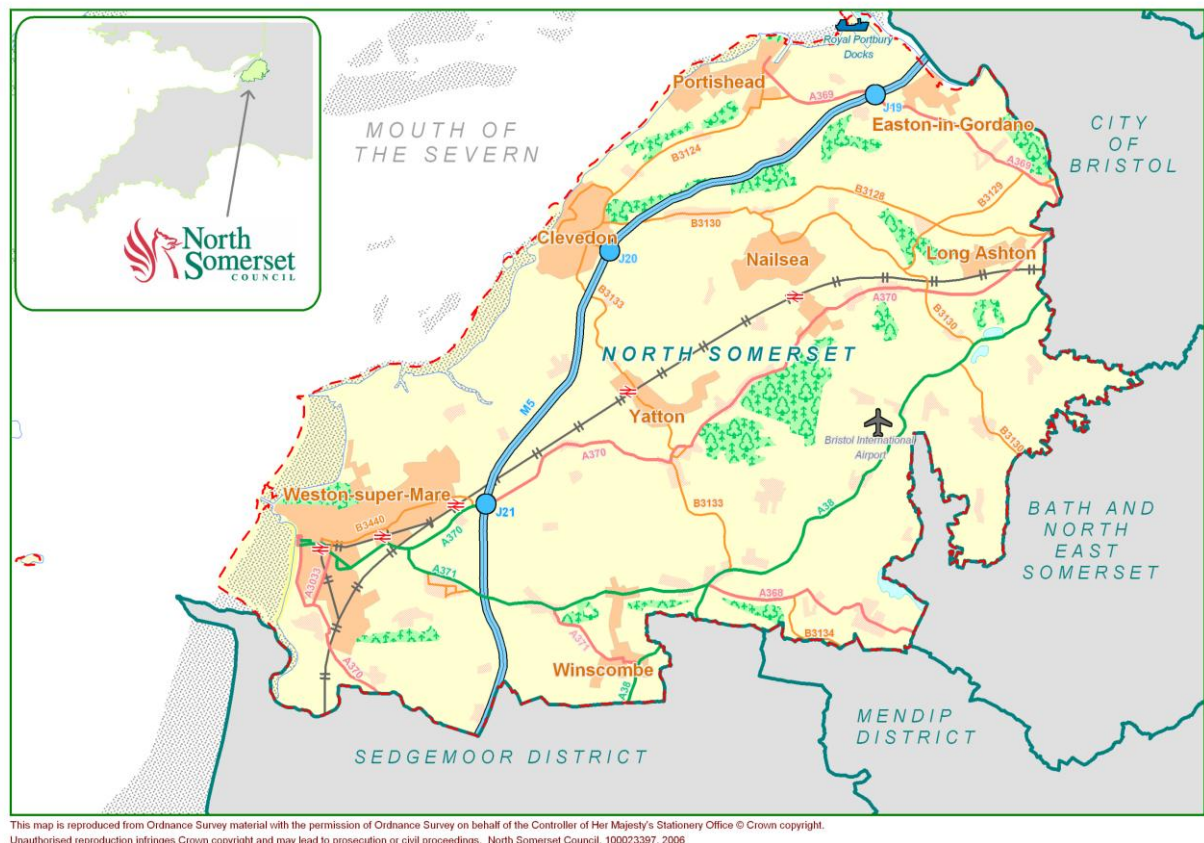 Royal Portbury
Docks
Portishead
A369
J19
Easton-in-Gordano
MOUTH OF
THE SEVERN
CITY
OF
BRISTOL
B3124
A369
North
Somerset
COUNCIL
B3128
B3129
B3130
Clevedon
J20
Nailsea
Long Ashton
B3133
A370
B3130
NORTH SOMERSET
M5
Yatton
Bristol International
Airport
B3130
A370
Weston-super-Mare
J21
B3440
A370
B3133
A38
BATH AND
NORTH
EAST
SOMERSET
A371
A3033
A368
A371
B3134
A370
Winscombe
A38
MENDIP
DISTRICT
SEDGEMOOR DISTRICT
This map is reproduced from Ordnance Survey material with the permission of Ordnance Survey on behalf of the Controller of Her Majesty's Stationery Office © Crown copyright.
Unauthorised reproduction infringes Crown copyright and may lead to prosecution or civil proceedings. North Somerset Council. 100023397. 2006